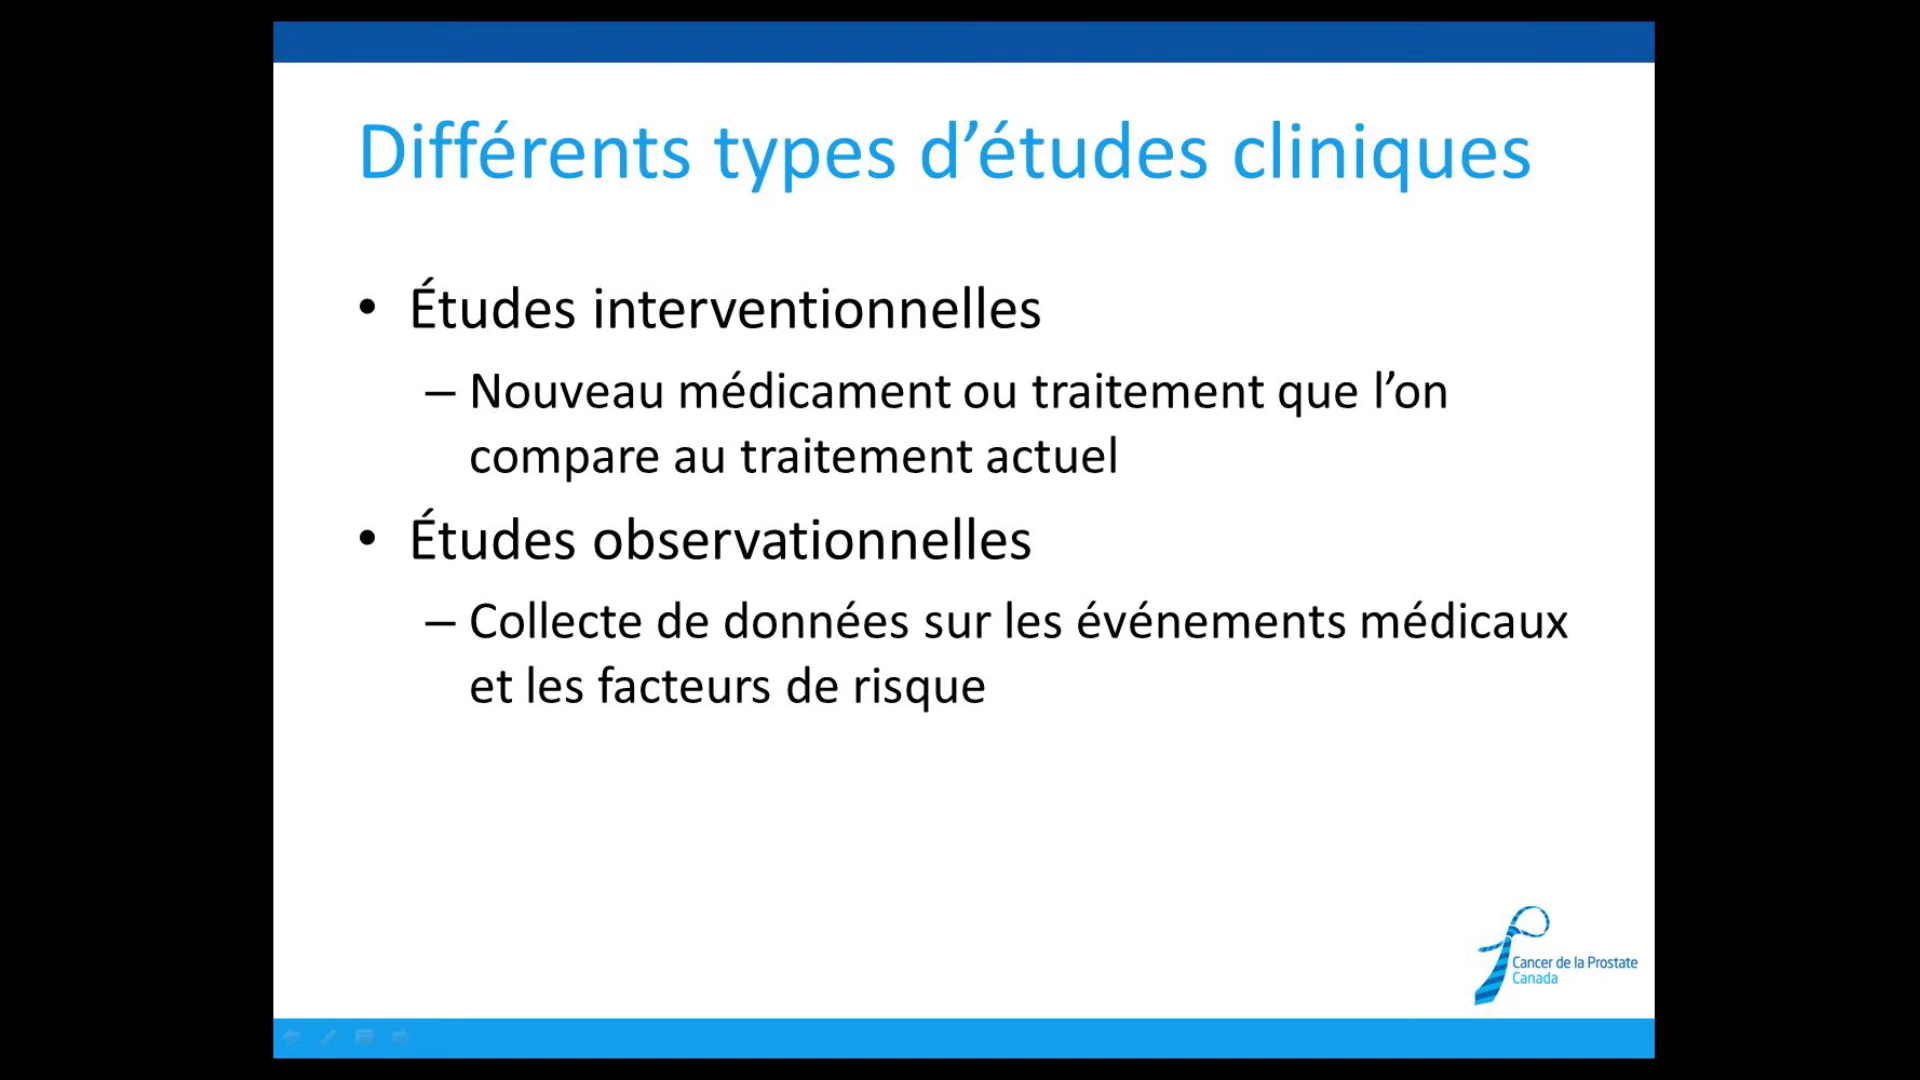 Différents types d’études cliniques
• Études interventionnelles
– Nouveau médicament ou traitement que l’on
compare au traitement actuel
• Études observationnelles
– Collecte de données sur les événements médicaux
et les facteurs de risque
Cancer de la Prostate
Canada